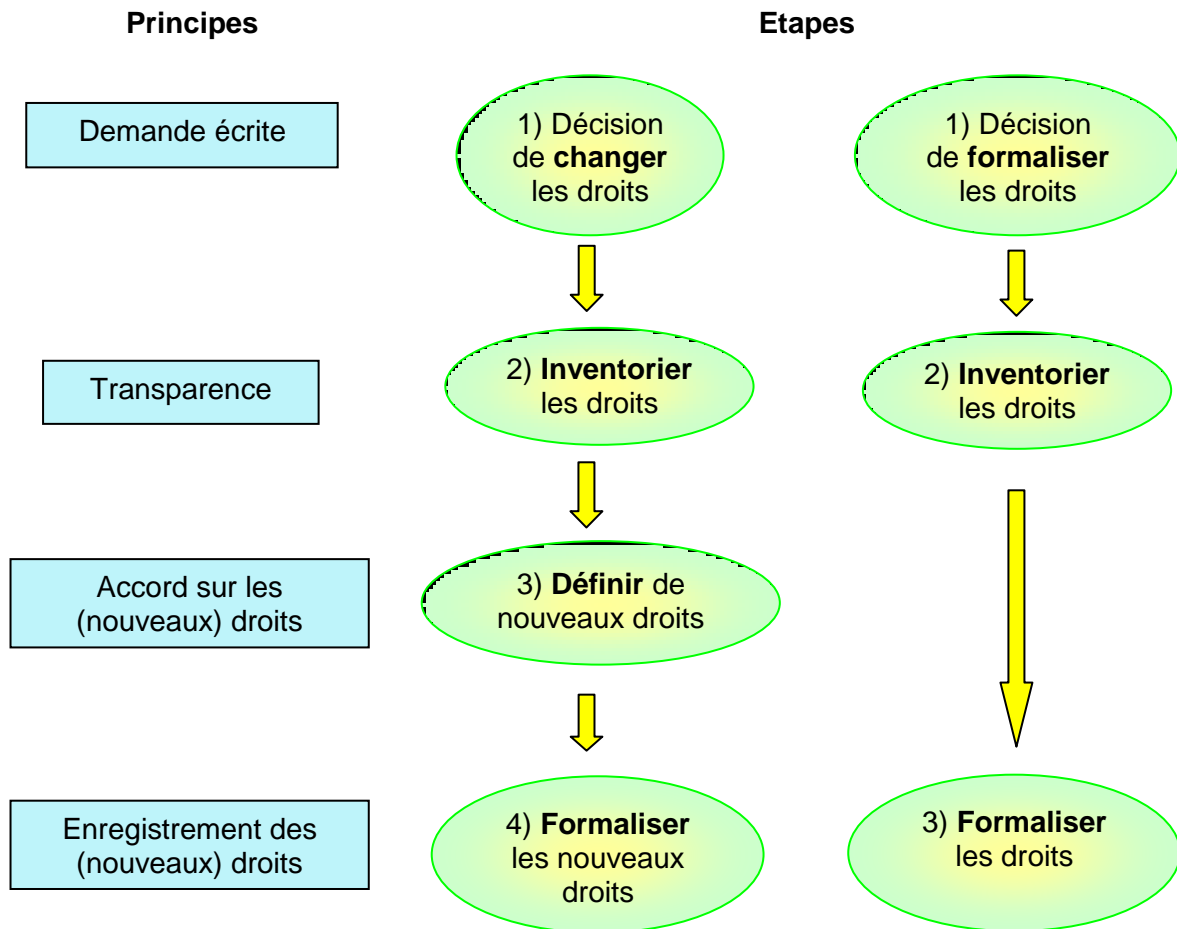 Principes
Etapes
Demande écrite
1) Décision
de changer
les droits
1) Décision
de formaliser
les droits
Transparence
2) Inventorier
les droits
2) Inventorier
les droits
Accord sur les
(nouveaux) droits
3) Définir de
nouveaux droits
Enregistrement des
(nouveaux) droits
4) Formaliser
les nouveaux
droits
3) Formaliser
les droits